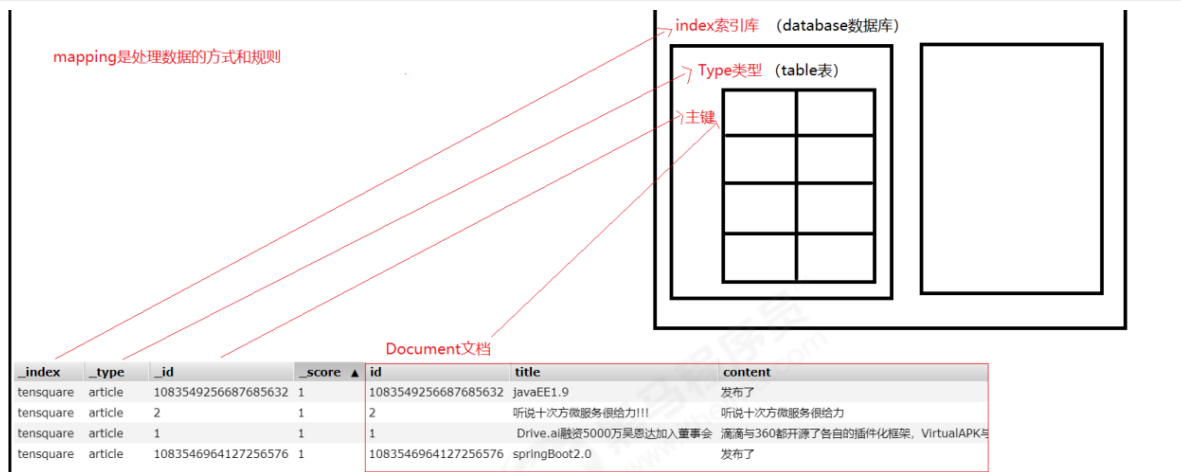 index索引库 （database数据库）
mapping是处理数据的方式和规则
Type类型 （table表）
主键
Document文档
_index _type _id _score ▲ id title content
tensquare article 1083549256687685632 1 1083549256687685632 javaEE1.9 发布了
tensquare article 2 1 2 听说十次方微服务很给力!!! 听说十次方微服务很给力
tensquare article 1 1 1 Drive.ai融资5000万吴恩达加入董事会 滴滴与360都开源了各自的插件化框架，VirtualAPK与
tensquare article 1083546964127256576 1 1083546964127256576 springBoot2.0 发布了